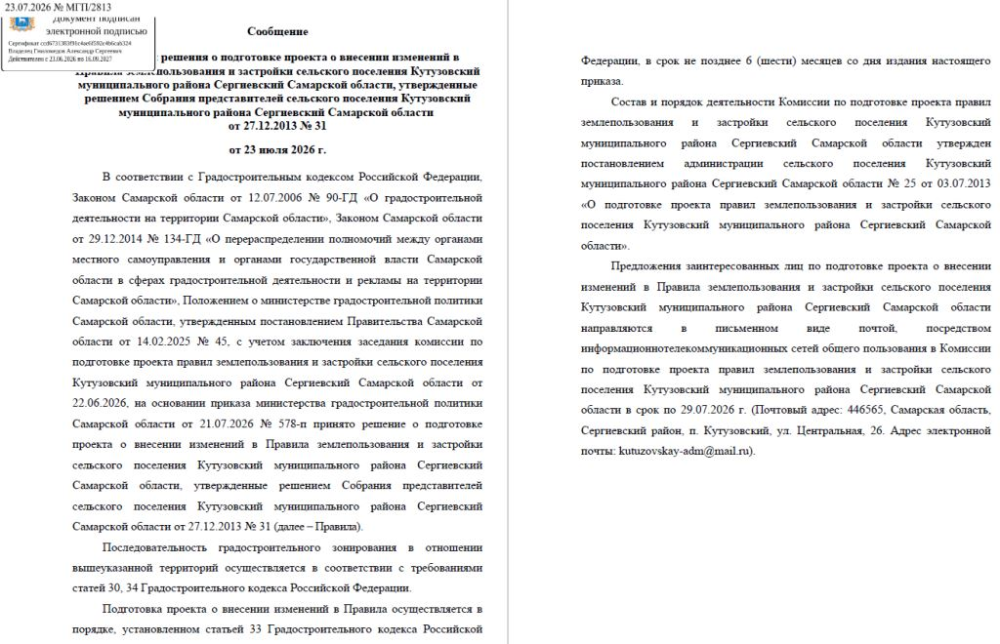 23.07.2026 № МГП/2813
Документ подписан
электронной подписью
Владелец Гниломедов Александр Сергеевич
Действителен с 23.06.2026 по 16.09.2027
Сообщение
решения о подготовке проекта о внесении изменений в
Правила землепользования и застройки сельского поселения Кутузовский
муниципального района Сергиевский Самарской области, утвержденные
решением Собрания представителей сельского поселения Кутузовский
муниципального района Сергиевский Самарской области
от 27.12.2013 № 31
от 23 июля 2026 г.
В соответствии с Градостроительным кодексом Российской Федерации,
Законом Самарской области от 12.07.2006 № 90-ГД «О градостроительной
деятельности на территории Самарской области», Законом Самарской области
от 29.12.2014 № 134-ГД «О перераспределении полномочий между органами
местного самоуправления и органами государственной власти Самарской
области в сферах градостроительной деятельности и рекламы на территории
Самарской области», Положением о министерстве градостроительной политики
Самарской области, утвержденным постановлением Правительства Самарской
области от 14.02.2025 № 45, с учетом заключения заседания комиссии по
подготовке проекта правил землепользования и застройки сельского поселения
Кутузовский муниципального района Сергиевский Самарской области от
22.06.2026, на основании приказа министерства градостроительной политики
Самарской области от 21.07.2026 № 578-п принято решение о подготовке
проекта о внесении изменений в Правила землепользования и застройки
сельского поселения Кутузовский муниципального района Сергиевский
Самарской области, утвержденные решением Собрания представителей
сельского поселения Кутузовский муниципального района Сергиевский
Самарской области от 27.12.2013 № 31 (далее – Правила).
Последовательность градостроительного зонирования в отношении
вышеуказанной территорий осуществляется в соответствии с требованиями
статей 30, 34 Градостроительного кодекса Российской Федерации.
Подготовка проекта о внесении изменений в Правила осуществляется в
порядке, установленном статьей 33 Градостроительного кодекса Российской
Федерации, в срок не позднее 6 (шести) месяцев со дня издания настоящего
приказа.
Состав и порядок деятельности Комиссии по подготовке проекта правил
землепользования и застройки сельского поселения Кутузовский
муниципального района Сергиевский Самарской области утвержден
постановлением администрации сельского поселения Кутузовский
муниципального района Сергиевский Самарской области № 25 от 03.07.2013
«О подготовке проекта правил землепользования и застройки сельского
поселения Кутузовский муниципального района Сергиевский Самарской
области».
Предложения заинтересованных лиц по подготовке проекта о внесении
изменений в Правила землепользования и застройки сельского поселения
Кутузовский муниципального района Сергиевский Самарской области
направляются в письменном виде почтой, посредством
информационнотелекоммуникационных сетей общего пользования в Комиссии
по подготовке проекта правил землепользования и застройки сельского
поселения Кутузовский муниципального района Сергиевский Самарской
области в срок по 29.07.2026 г. (Почтовый адрес: 446565, Самарская область,
Сергиевский район, п. Кутузовский, ул. Центральная, 26. Адрес электронной
почты: kutuzovskay-adm@mail.ru).